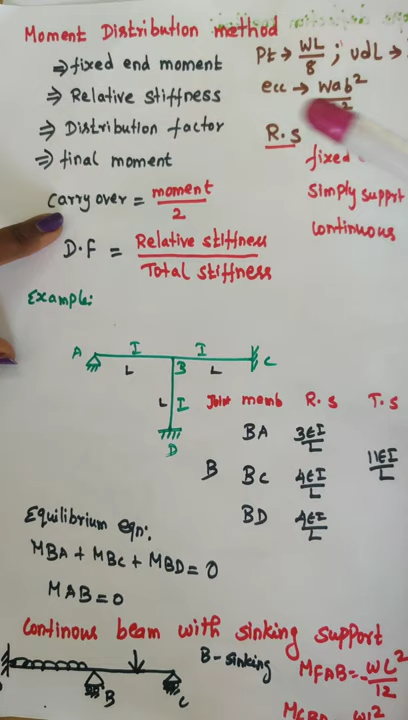 Moment Distribution method
Pt → WL/8 ; udL →
⇒ fixed end moment
ecc → Wab²
⇒ Relative stiffness
⇒ Distribution factor
R.s
⇒ final moment
fixed
Simply support
continuous
Carry over = moment/2
D.F = Relative stiffness/Total stiffness
Example:
A I I
B C
L L
L I
D
Joint memb R.s T.s
BA 3EI/L
B BC 4EI/L 11EI/L
BD 4EI/L
Equilibrium eqn:
MBA + MBC + MBD = 0
MAB = 0
Continous beam with sinking support
B-sinking MFAB = -WL²/12
B C